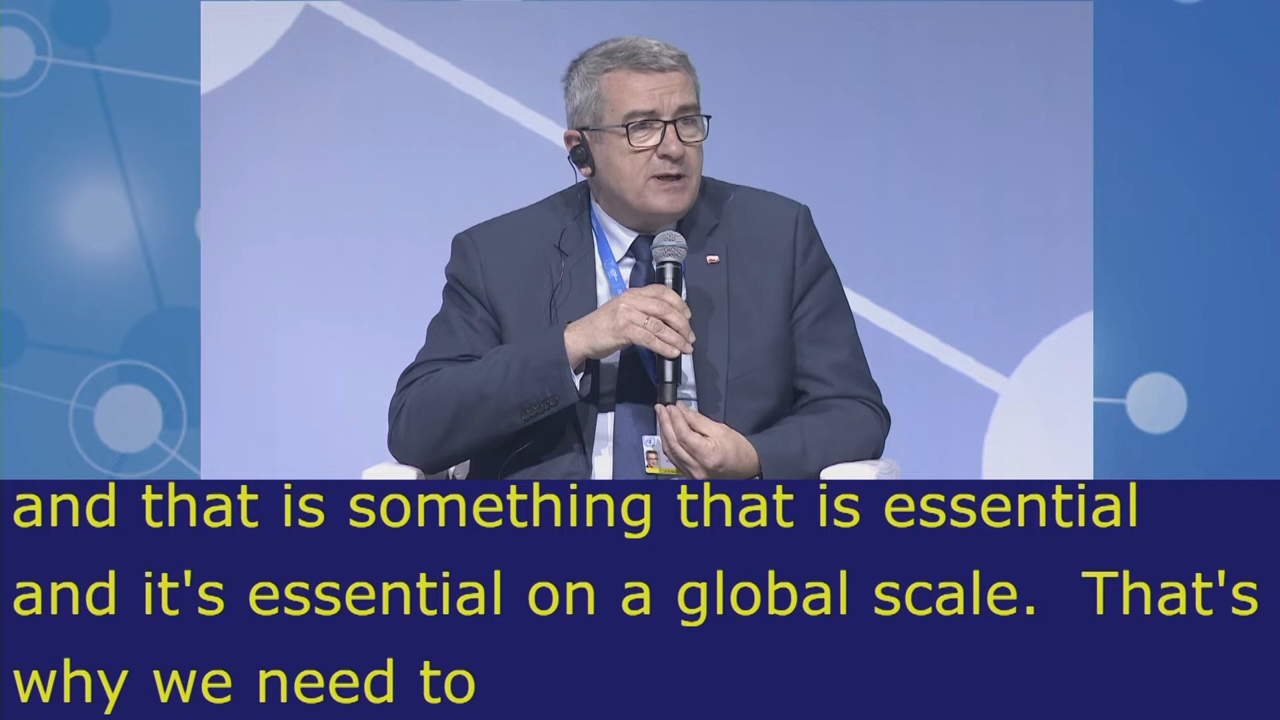 and that is something that is essential
and it's essential on a global scale.  That's
why we need to